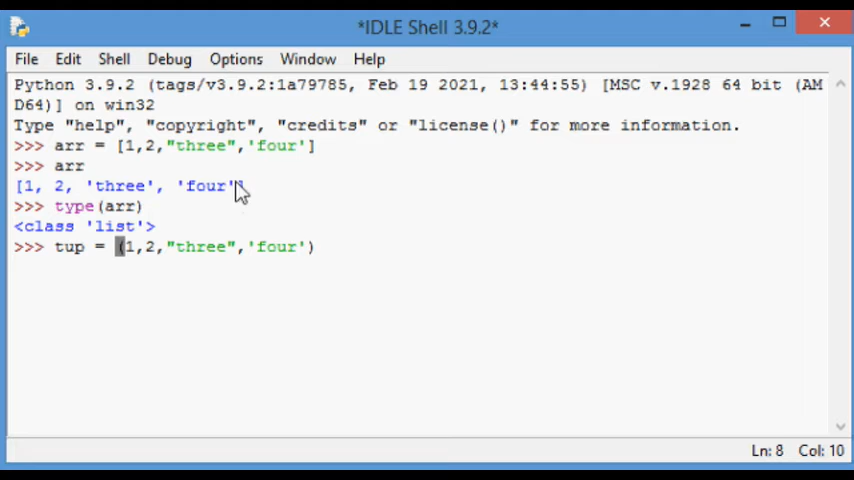 *IDLE Shell 3.9.2*
File Edit Shell Debug Options Window Help
Python 3.9.2 (tags/v3.9.2:1a79785, Feb 19 2021, 13:44:55) [MSC v.1928 64 bit (AM
D64)] on win32
Type "help", "copyright", "credits" or "license()" for more information.
>>> arr = [1,2,"three",'four']
>>> arr
[1, 2, 'three', 'four']
>>> type(arr)
<class 'list'>
>>> tup = (1,2,"three",'four')
Ln: 8 Col: 10